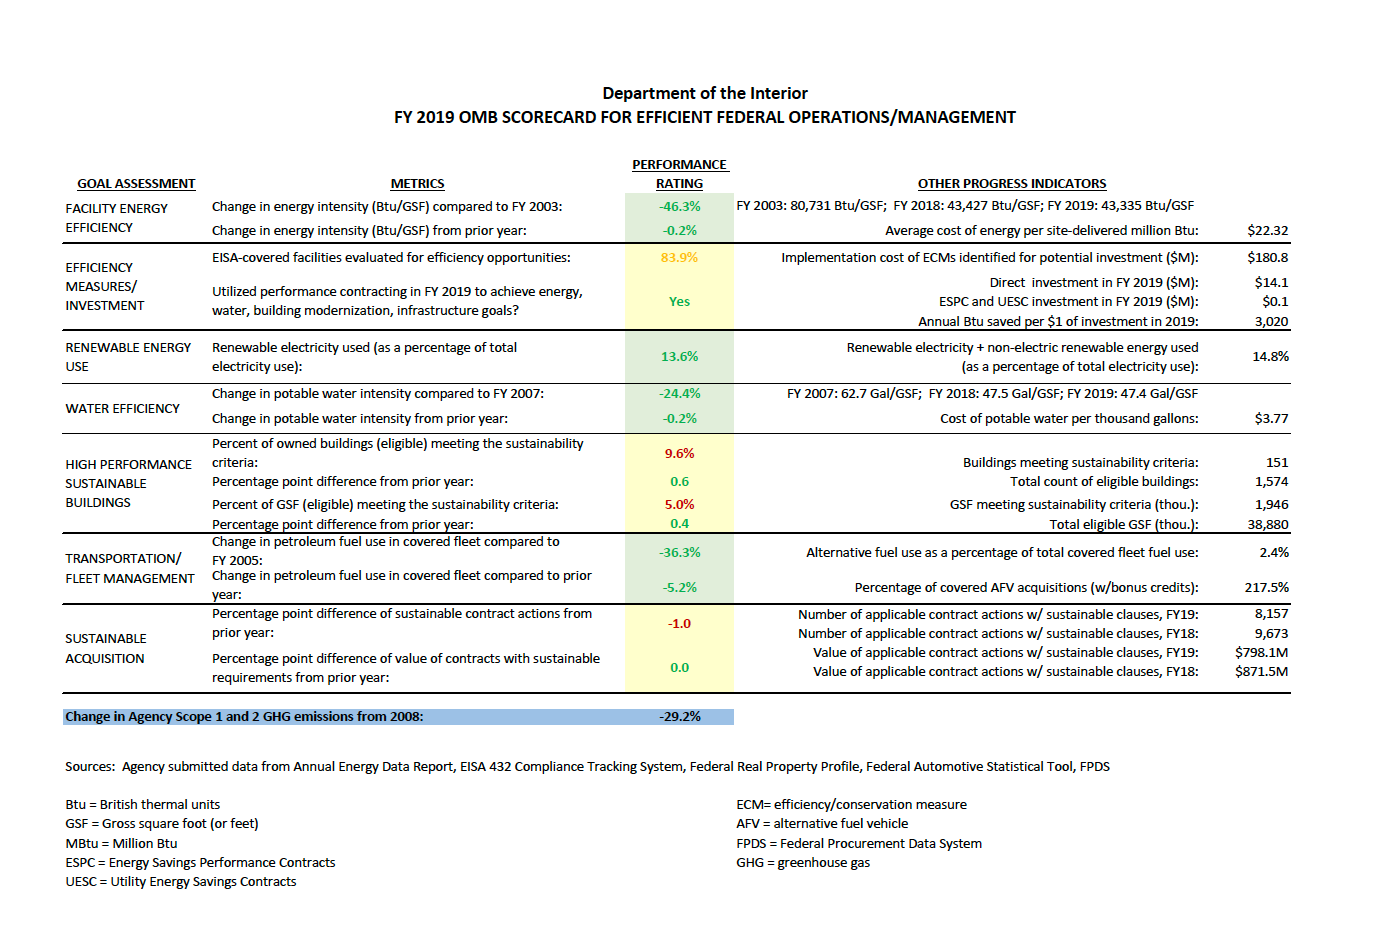 Department of the Interior
FY 2019 OMB SCORECARD FOR EFFICIENT FEDERAL OPERATIONS/MANAGEMENT
GOAL ASSESSMENT METRICS PERFORMANCE RATING OTHER PROGRESS INDICATORS
FACILITY ENERGY EFFICIENCY
Change in energy intensity (Btu/GSF) compared to FY 2003: -46.3% FY 2003: 80,731 Btu/GSF; FY 2018: 43,427 Btu/GSF; FY 2019: 43,335 Btu/GSF
Change in energy intensity (Btu/GSF) from prior year: -0.2% Average cost of energy per site-delivered million Btu: $22.32
EFFICIENCY MEASURES/ INVESTMENT
EISA-covered facilities evaluated for efficiency opportunities: 83.9% Implementation cost of ECMs identified for potential investment ($M): $180.8
Utilized performance contracting in FY 2019 to achieve energy,
water, building modernization, infrastructure goals? Yes
Direct investment in FY 2019 ($M): $14.1
ESPC and UESC investment in FY 2019 ($M): $0.1
Annual Btu saved per $1 of investment in 2019: 3,020
RENEWABLE ENERGY USE
Renewable electricity used (as a percentage of total
electricity use): 13.6%
Renewable electricity + non-electric renewable energy used
(as a percentage of total electricity use): 14.8%
WATER EFFICIENCY
Change in potable water intensity compared to FY 2007: -24.4% FY 2007: 62.7 Gal/GSF; FY 2018: 47.5 Gal/GSF; FY 2019: 47.4 Gal/GSF
Change in potable water intensity from prior year: -0.2% Cost of potable water per thousand gallons: $3.77
HIGH PERFORMANCE SUSTAINABLE BUILDINGS
Percent of owned buildings (eligible) meeting the sustainability
criteria: 9.6% Buildings meeting sustainability criteria: 151
Percentage point difference from prior year: 0.6 Total count of eligible buildings: 1,574
Percent of GSF (eligible) meeting the sustainability criteria: 5.0% GSF meeting sustainability criteria (thou.): 1,946
Percentage point difference from prior year: 0.4 Total eligible GSF (thou.): 38,880
TRANSPORTATION/ FLEET MANAGEMENT
Change in petroleum fuel use in covered fleet compared to
FY 2005: -36.3% Alternative fuel use as a percentage of total covered fleet fuel use: 2.4%
Change in petroleum fuel use in covered fleet compared to prior
year: -5.2% Percentage of covered AFV acquisitions (w/bonus credits): 217.5%
SUSTAINABLE ACQUISITION
Percentage point difference of sustainable contract actions from
prior year: -1.0
Number of applicable contract actions w/ sustainable clauses, FY19: 8,157
Number of applicable contract actions w/ sustainable clauses, FY18: 9,673
Percentage point difference of value of contracts with sustainable
requirements from prior year: 0.0
Value of applicable contract actions w/ sustainable clauses, FY19: $798.1M
Value of applicable contract actions w/ sustainable clauses, FY18: $871.5M
Change in Agency Scope 1 and 2 GHG emissions from 2008: -29.2%
Sources: Agency submitted data from Annual Energy Data Report, EISA 432 Compliance Tracking System, Federal Real Property Profile, Federal Automotive Statistical Tool, FPDS
Btu = British thermal units
GSF = Gross square foot (or feet)
MBtu = Million Btu
ESPC = Energy Savings Performance Contracts
UESC = Utility Energy Savings Contracts
ECM= efficiency/conservation measure
AFV = alternative fuel vehicle
FPDS = Federal Procurement Data System
GHG = greenhouse gas